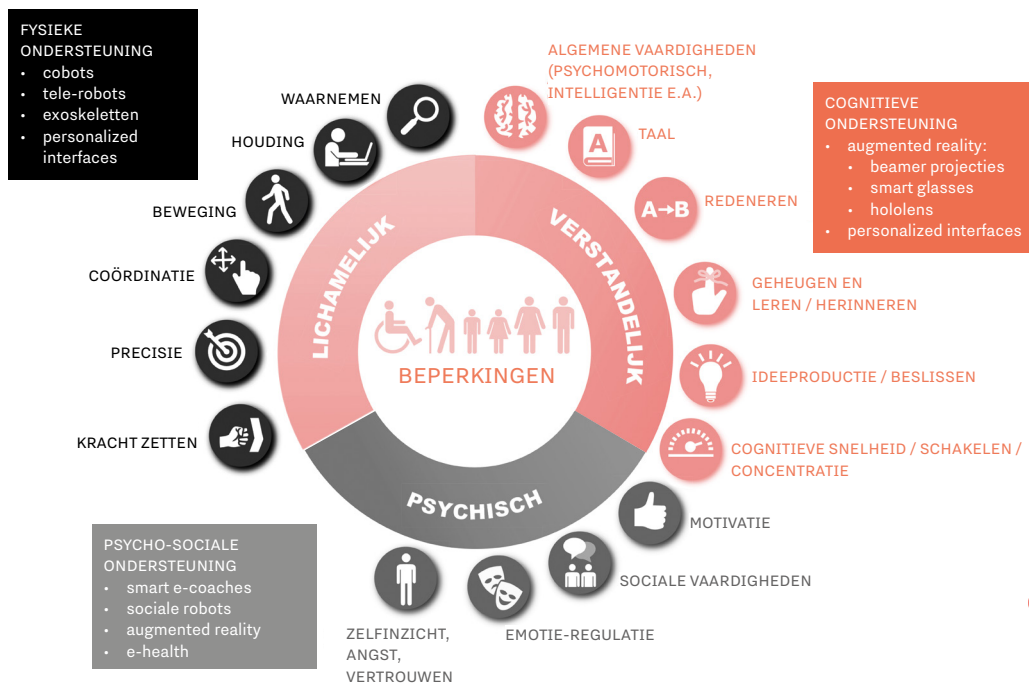 FYSIEKE
ONDERSTEUNING
• cobots
• tele-robots
• exoskeletten
• personalized
interfaces
WAARNEMEN
HOUDING
BEWEGING
COÖRDINATIE
PRECISIE
KRACHT ZETTEN
ALGEMENE VAARDIGHEDEN
(PSYCHOMOTORISCH,
INTELLIGENTIE E.A.)
A
TAAL
A→B
REDENEREN
GEHEUGEN EN
LEREN / HERINNEREN
IDEEPRODUCTIE / BESLISSEN
COGNITIEVE SNELHEID / SCHAKELEN /
CONCENTRATIE
COGNITIEVE
ONDERSTEUNING
• augmented reality:
• beamer projecties
• smart glasses
• hololens
• personalized interfaces
LICHAMELIJK
VERSTANDELIJK
PSYCHISCH
BEPERKINGEN
MOTIVATIE
SOCIALE VAARDIGHEDEN
EMOTIE-REGULATIE
ZELFINZICHT,
ANGST,
VERTROUWEN
PSYCHO-SOCIALE
ONDERSTEUNING
• smart e-coaches
• sociale robots
• augmented reality
• e-health